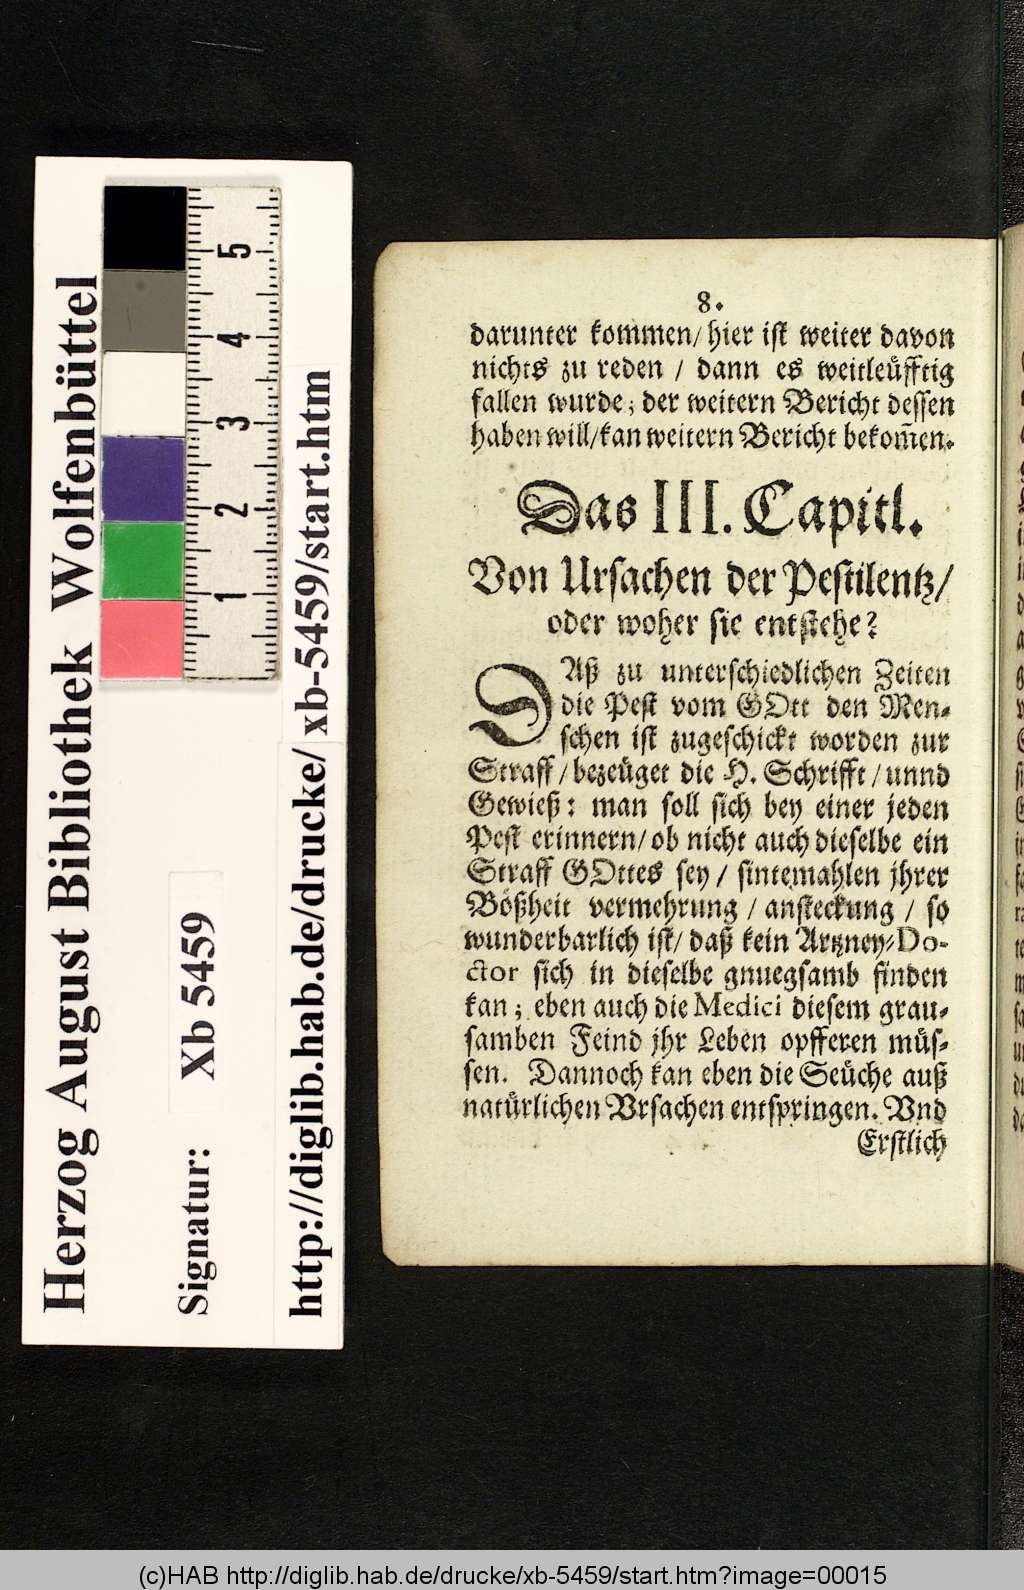 Herzog August Bibliothek Wolfenbüttel
Signatur: Xb 5459
http://diglib.hab.de/drucke/xb-5459/start.htm
5
4
3
2
1
8.
darunter kommen/ hier ist weiter davon
nichts zu reden / dann es weitleüfftig
fallen wurde; der weitern Bericht dessen
haben will/kan weitern Bericht bekom̃en.
Das III. Capitl.
Von Ursachen der Pestilentz/
oder woher sie entstehe?
DAß zu unterschiedlichen Zeiten
die Pest vom GOtt den Men-
schen ist zugeschickt worden zur
Straff / bezeüget die H. Schrifft / unnd
Gewieß: man soll sich bey einer jeden
Pest erinnern/ ob nicht auch dieselbe ein
Straff GOttes sey / sintemahlen jhrer
Bößheit vermehrung / ansteckung / so
wunderbarlich ist/ daß kein Artzney-Do-
ctor sich in dieselbe gnuegsamb finden
kan; eben auch die Medici diesem grau-
samben Feind jhr Leben opfferen müs-
sen. Dannoch kan eben die Seüche auß
natürlichen Vrsachen entspringen. Vnd
Erstlich
(c)HAB http://diglib.hab.de/drucke/xb-5459/start.htm?image=00015